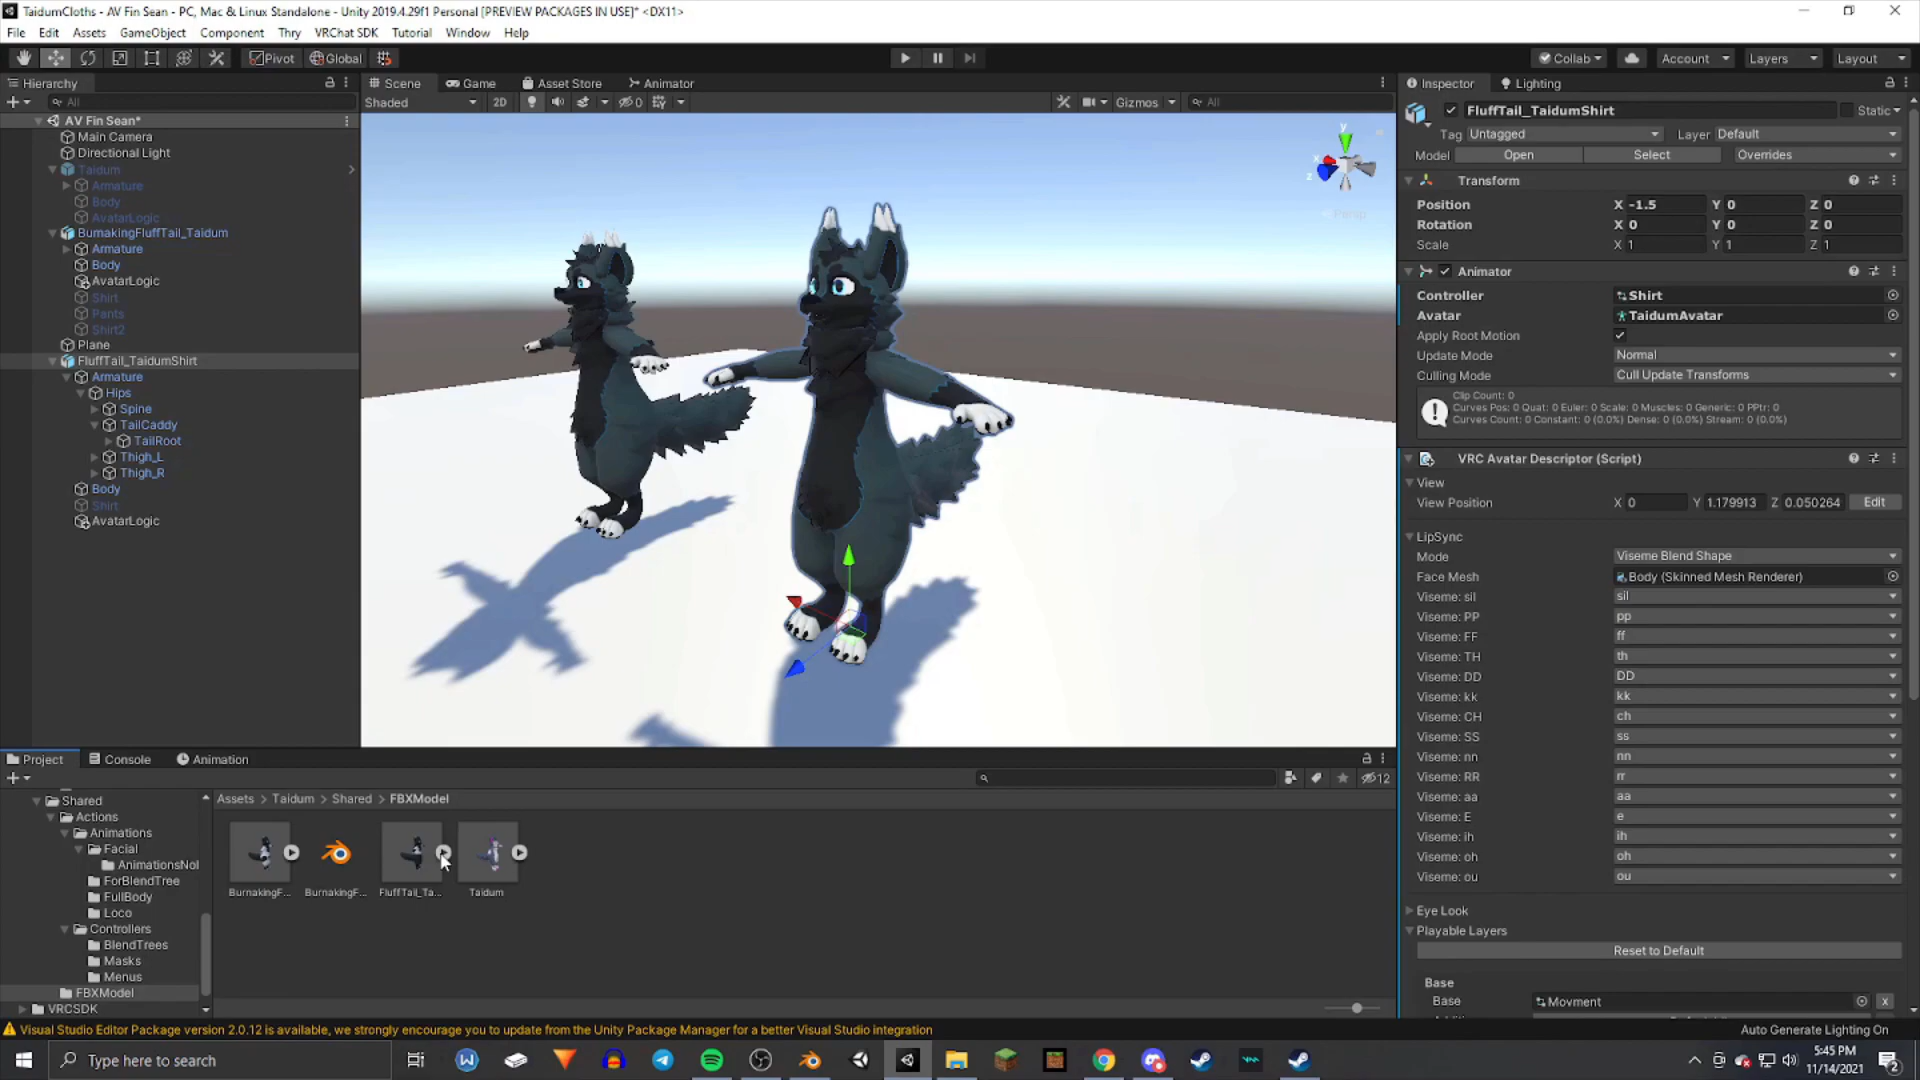 TaidumCloths - AV Fin Sean - PC, Mac & Linux Standalone - Unity 2019.4.29f1 Personal [PREVIEW PACKAGES IN USE]* <DX11>
File Edit Assets GameObject Component Thry VRChat SDK Tutorial Window Help
Pivot Global Collab Account Layers Layout
Hierarchy
All
AV Fin Sean*
Main Camera
Directional Light
Taidum
Armature
Body
AvatarLogic
BurnakingFluffTail_Taidum
Armature
Body
AvatarLogic
Shirt
Pants
Shirt2
Plane
FluffTail_TaidumShirt
Armature
Hips
Spine
TailCaddy
TailRoot
Thigh_L
Thigh_R
Body
Shirt
AvatarLogic
Scene Game Asset Store Animator
Shaded 2D 0 Gizmos All
y
x
z
Persp
Inspector Lighting
FluffTail_TaidumShirt Static
Tag Untagged Layer Default
Model Open Select Overrides
Transform
Position X -1.5 Y 0 Z 0
Rotation X 0 Y 0 Z 0
Scale X 1 Y 1 Z 1
Animator
Controller Shirt
Avatar TaidumAvatar
Apply Root Motion
Update Mode Normal
Culling Mode Cull Update Transforms
Clip Count: 0
Curves Pos: 0 Quat: 0 Euler: 0 Scale: 0 Muscles: 0 Generic: 0 PPtr: 0
Curves Count: 0 Constant: 0 (0.0%) Dense: 0 (0.0%) Stream: 0 (0.0%)
VRC Avatar Descriptor (Script)
View
View Position X 0 Y 1.179913 Z 0.050264 Edit
LipSync
Mode Viseme Blend Shape
Face Mesh Body (Skinned Mesh Renderer)
Viseme: sil sil
Viseme: PP pp
Viseme: FF ff
Viseme: TH th
Viseme: DD DD
Viseme: kk kk
Viseme: CH ch
Viseme: SS ss
Viseme: nn nn
Viseme: RR rr
Viseme: aa aa
Viseme: E e
Viseme: ih ih
Viseme: oh oh
Viseme: ou ou
Eye Look
Playable Layers
Reset to Default
Base
Base Movment x
Project Console Animation
12
Shared
Actions
Animations
Facial
AnimationsNol
ForBlendTree
FullBody
Loco
Controllers
BlendTrees
Masks
Menus
FBXModel
VRCSDK
Assets > Taidum > Shared > FBXModel
BurnakingF... BurnakingF... FluffTail_Ta... Taidum
Visual Studio Editor Package version 2.0.12 is available, we strongly encourage you to update from the Unity Package Manager for a better Visual Studio integration
Auto Generate Lighting On
Type here to search
5:45 PM
11/14/2021
2